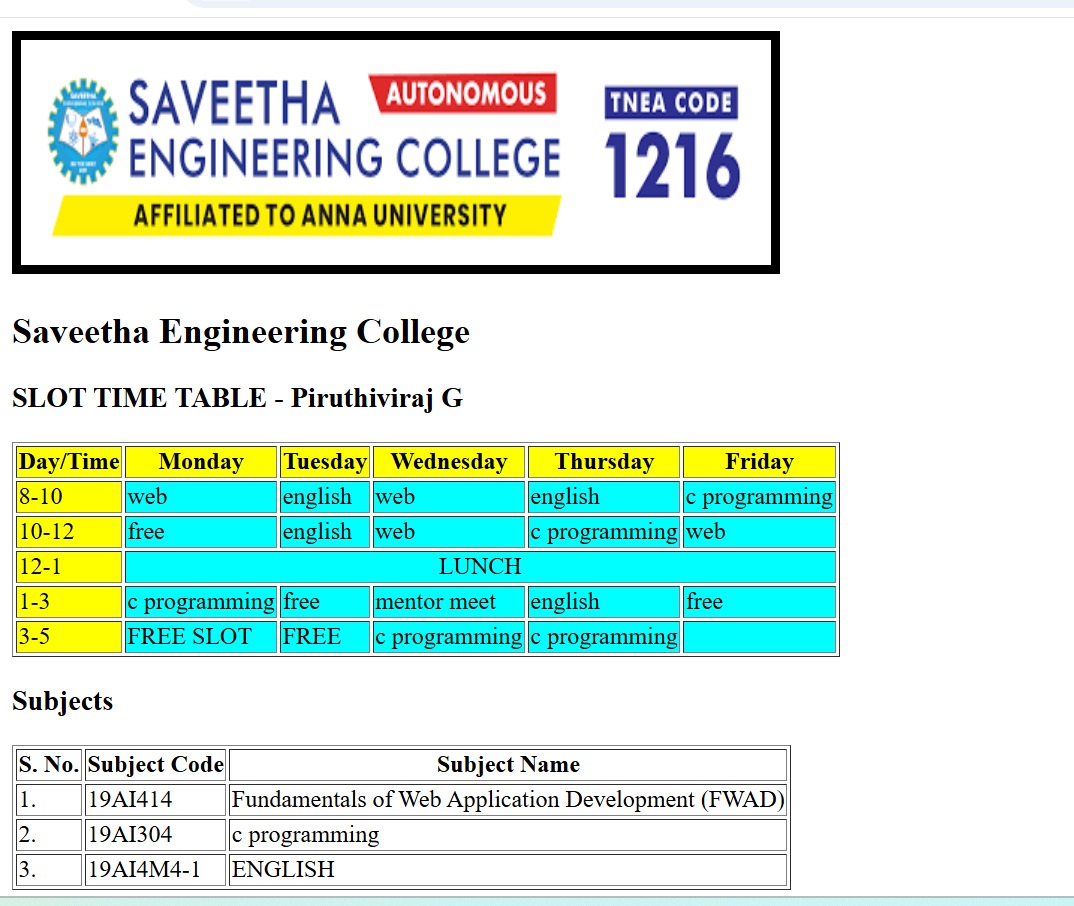 SAVEETHA AUTONOMOUS TNEA CODE
ENGINEERING COLLEGE 1216
AFFILIATED TO ANNA UNIVERSITY
Saveetha Engineering College
SLOT TIME TABLE - Piruthiviraj G
Day/Time Monday Tuesday Wednesday Thursday Friday
8-10 web english web english c programming
10-12 free english web c programming web
12-1 LUNCH
1-3 c programming free mentor meet english free
3-5 FREE SLOT FREE c programming c programming
Subjects
S. No. Subject Code Subject Name
1. 19AI414 Fundamentals of Web Application Development (FWAD)
2. 19AI304 c programming
3. 19AI4M4-1 ENGLISH